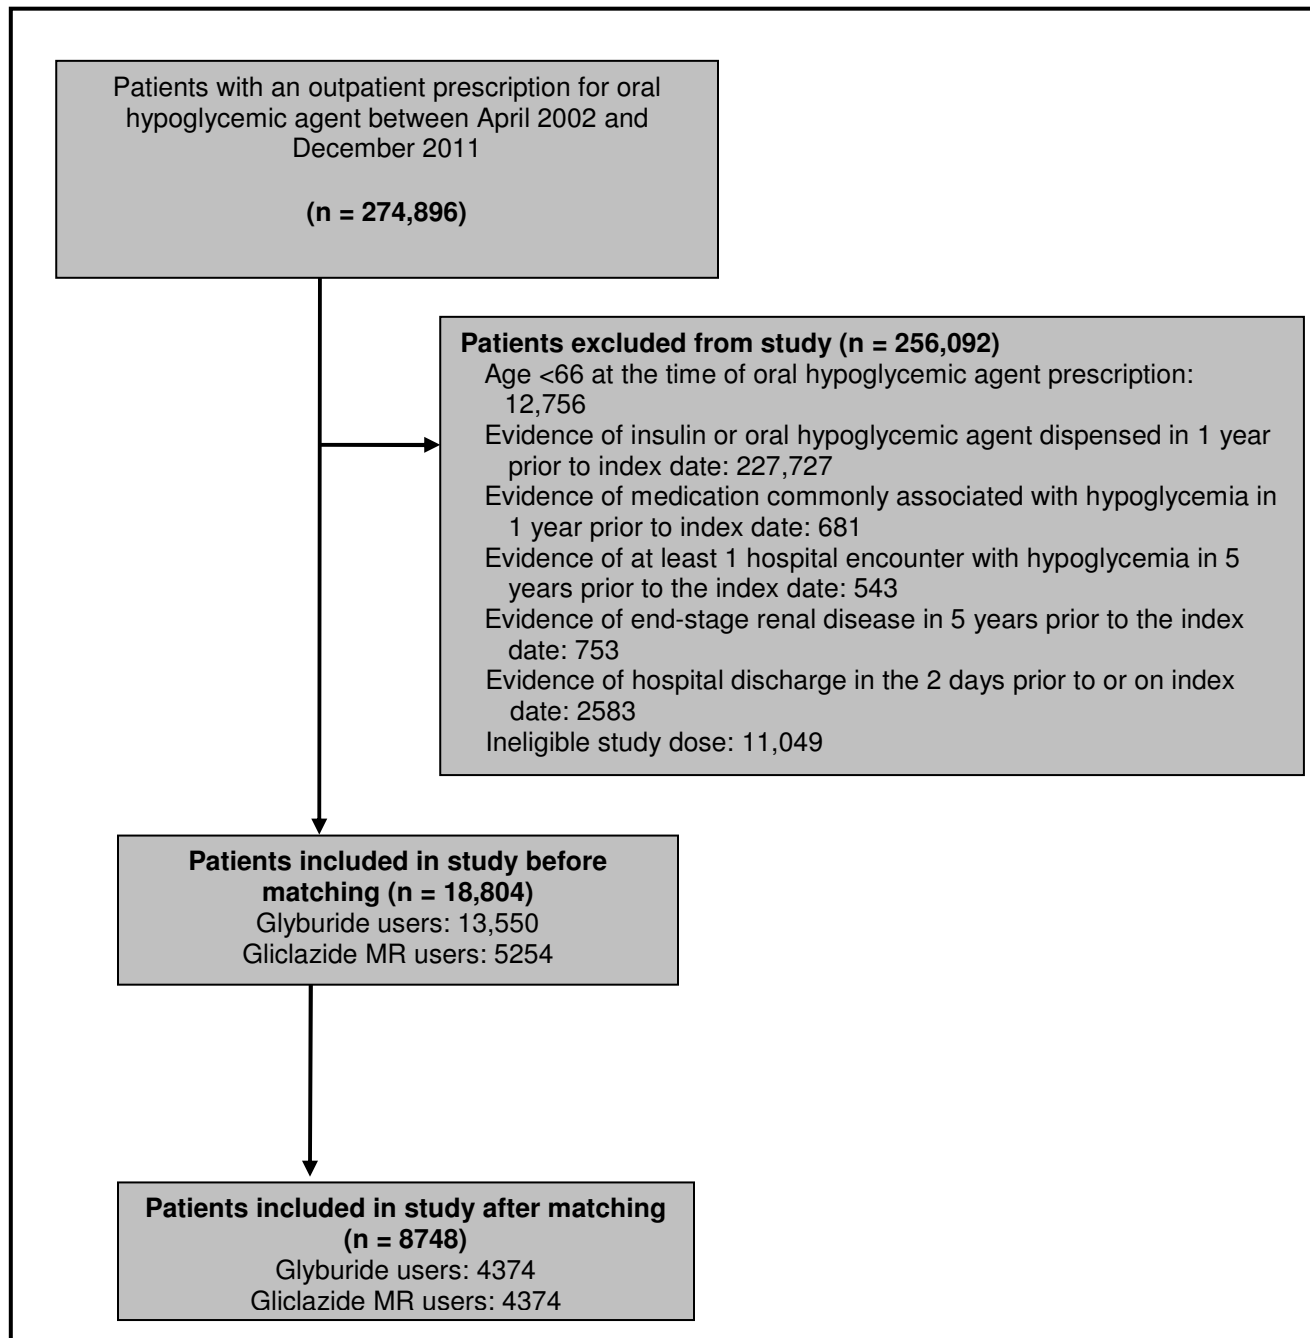 Patients with an outpatient prescription for oral
hypoglycemic agent between April 2002 and
December 2011
(n = 274,896)
Patients excluded from study (n = 256,092)
Age <66 at the time of oral hypoglycemic agent prescription:
12,756
Evidence of insulin or oral hypoglycemic agent dispensed in 1 year
prior to index date: 227,727
Evidence of medication commonly associated with hypoglycemia in
1 year prior to index date: 681
Evidence of at least 1 hospital encounter with hypoglycemia in 5
years prior to the index date: 543
Evidence of end-stage renal disease in 5 years prior to the index
date: 753
Evidence of hospital discharge in the 2 days prior to or on index
date: 2583
Ineligible study dose: 11,049
Patients included in study before
matching (n = 18,804)
Glyburide users: 13,550
Gliclazide MR users: 5254
Patients included in study after matching
(n = 8748)
Glyburide users: 4374
Gliclazide MR users: 4374